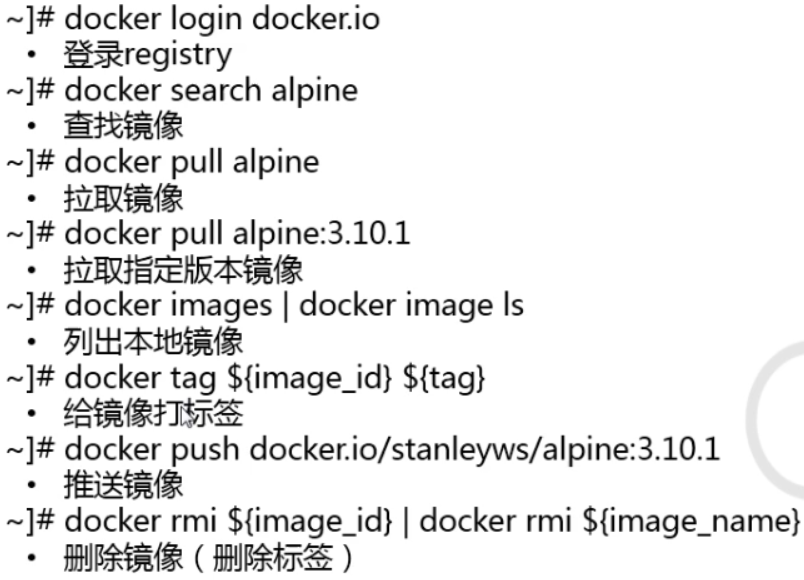 ~]# docker login docker.io
• 登录registry
~]# docker search alpine
• 查找镜像
~]# docker pull alpine
• 拉取镜像
~]# docker pull alpine:3.10.1
• 拉取指定版本镜像
~]# docker images | docker image ls
• 列出本地镜像
~]# docker tag ${image_id} ${tag}
• 给镜像打标签
~]# docker push docker.io/stanleyws/alpine:3.10.1
• 推送镜像
~]# docker rmi ${image_id} | docker rmi ${image_name}
• 删除镜像（删除标签）